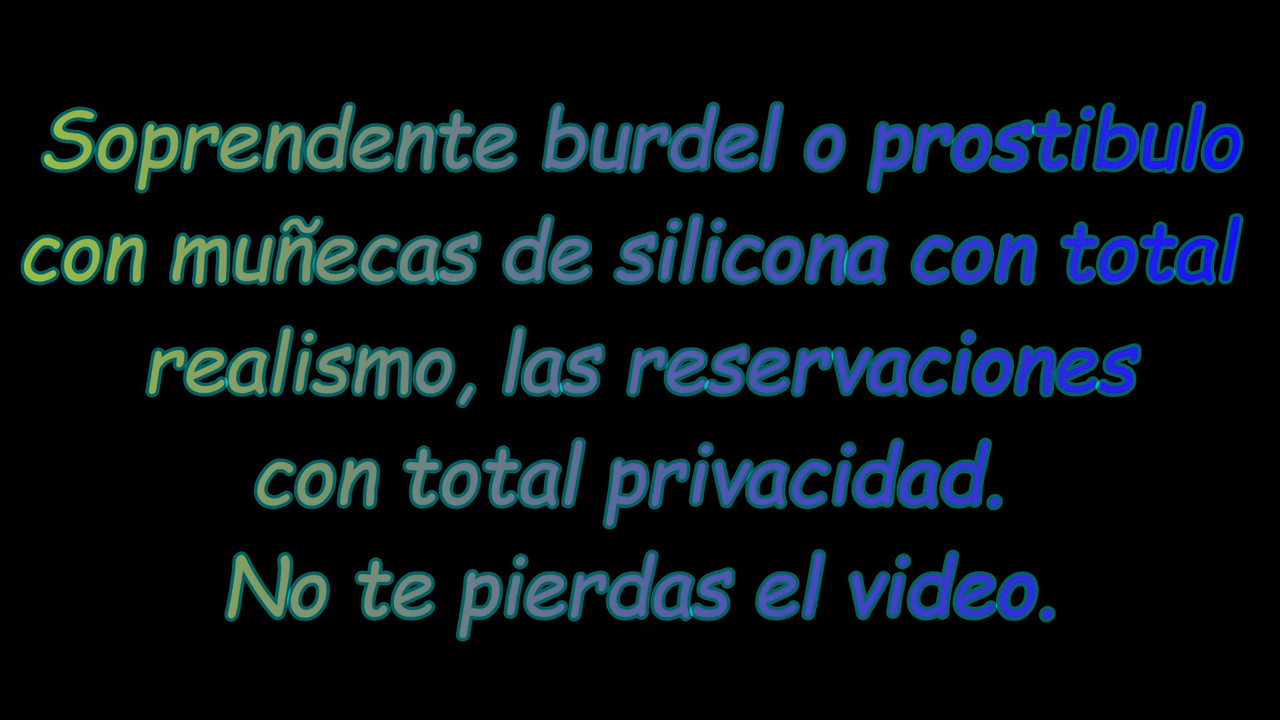 Soprendente burdel o prostibulo
con muñecas de silicona con total
realismo, las reservaciones
con total privacidad.
No te pierdas el video.